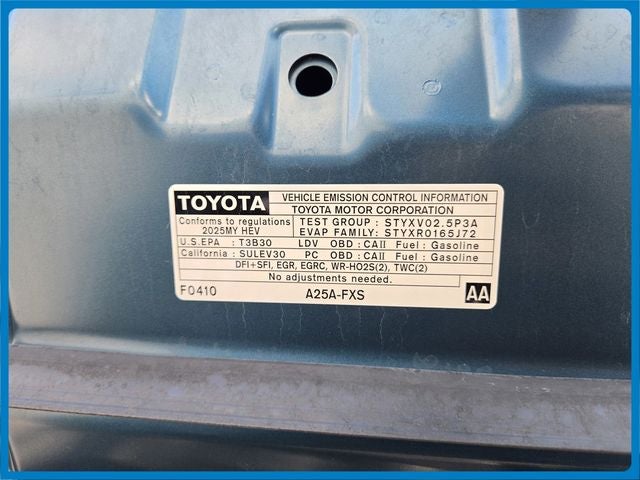 TOYOTA
VEHICLE EMISSION CONTROL INFORMATION
TOYOTA MOTOR CORPORATION
Conforms to regulations
2025MY HEV
TEST GROUP : STYXV02.5P3A
EVAP FAMILY: STYXR0165J72
U.S.EPA : T3B30 LDV OBD : CAII Fuel : Gasoline
California : SULEV30 PC OBD : CAII Fuel : Gasoline
DFI+SFI, EGR, EGRC, WR-HO2S(2), TWC(2)
No adjustments needed.
F0410 A25A-FXS AA